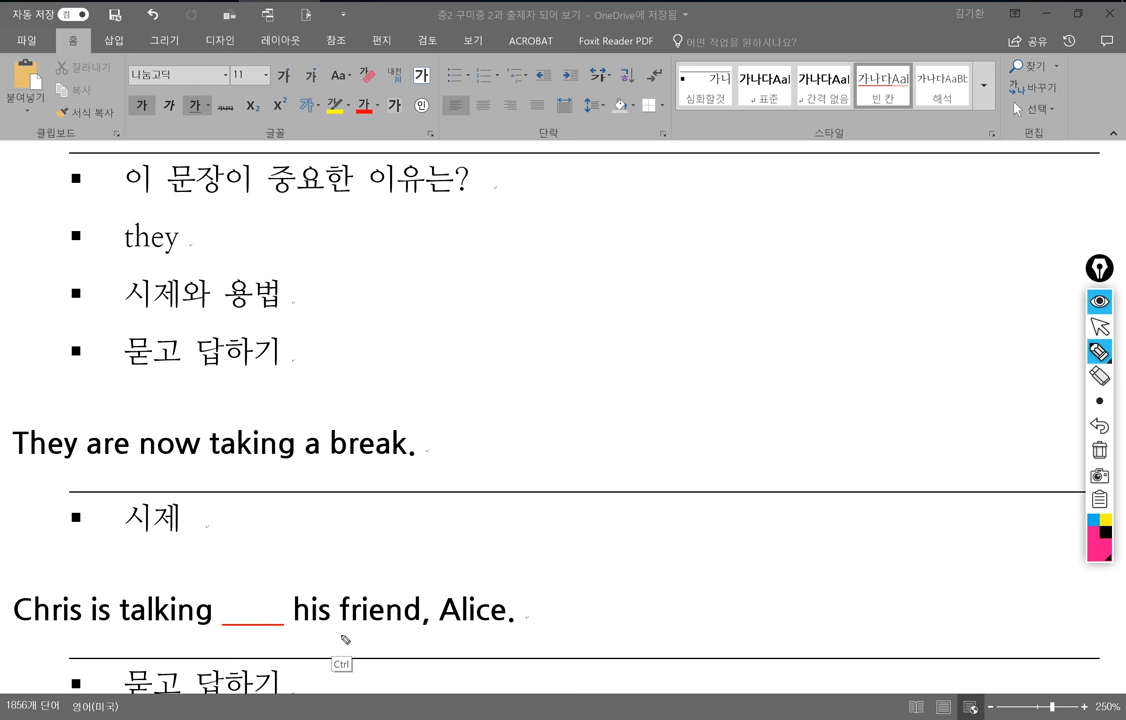 자동 저장 컴 중2 구미중 2과 출제자 되어 보기 - OneDrive에 저장됨 김기환
파일 홈 삽입 그리기 디자인 레이아웃 참조 편지 검토 보기 ACROBAT Foxit Reader PDF 어떤 작업을 원하시나요? 공유
붙여넣기 잘라내기 복사 서식 복사
나눔고딕 11
가나 가나다AaI 가나다AaI 가나다AaI 가나다AaBb
심화할것 표준 간격 없음 빈 칸 해석
찾기 바꾸기 선택
클립보드 글꼴 단락 스타일 편집
이 문장이 중요한 이유는?
they
시제와 용법
묻고 답하기
They are now taking a break.
시제
Chris is talking _____ his friend, Alice.
Ctrl
묻고 답하기
1856개 단어 영어(미국) 250%